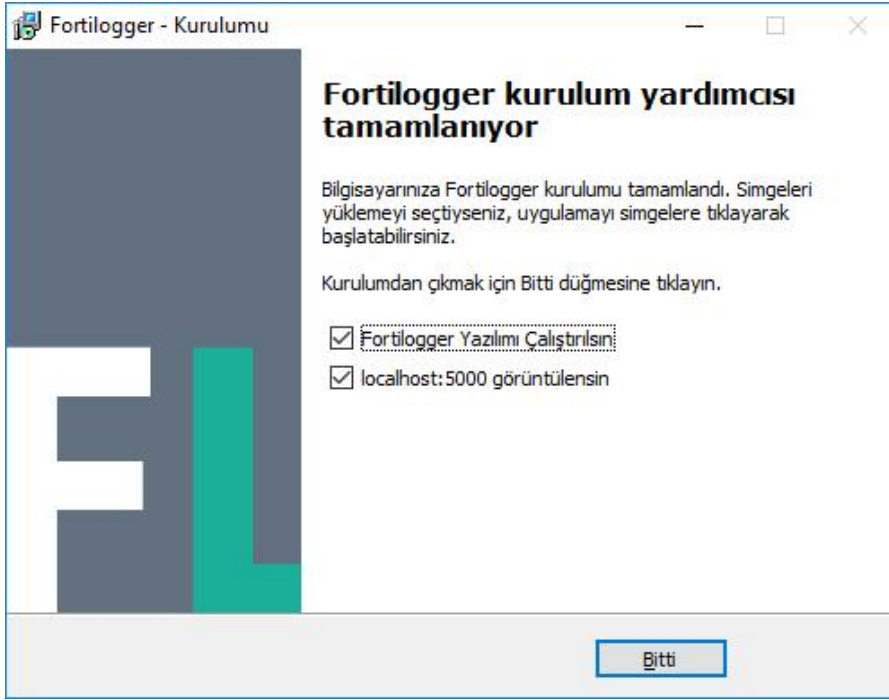 Fortilogger - Kurulumu
Fortilogger kurulum yardımcısı
tamamlanıyor
Bilgisayarınıza Fortilogger kurulumu tamamlandı. Simgeleri
yüklemeyi seçtiyseniz, uygulamayı simgelere tıklayarak
başlatabilirsiniz.
Kurulumdan çıkmak için Bitti düğmesine tıklayın.
Fortilogger Yazılımı Çalıştırılsın
localhost:5000 görüntülensin
FL
Bitti